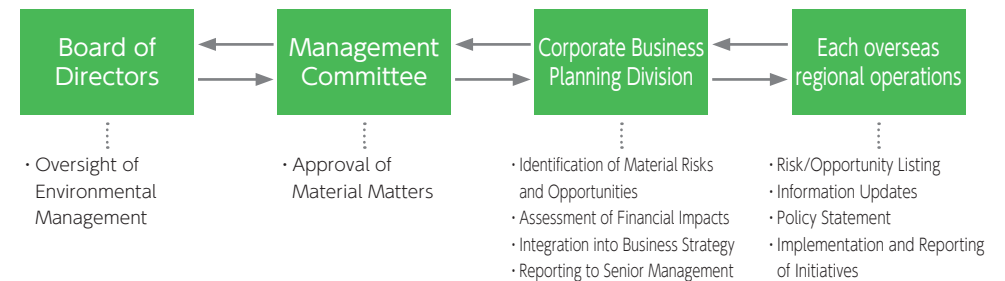 Board of
Directors
Management
Committee
Corporate Business
Planning Division
Each overseas
regional operations
・Oversight of
Environmental
Management
・Approval of
Material Matters
・Identification of Material Risks
and Opportunities
・Assessment of Financial Impacts
・Integration into Business Strategy
・Reporting to Senior Management
・Risk/Opportunity Listing
・Information Updates
・Policy Statement
・Implementation and Reporting
of Initiatives